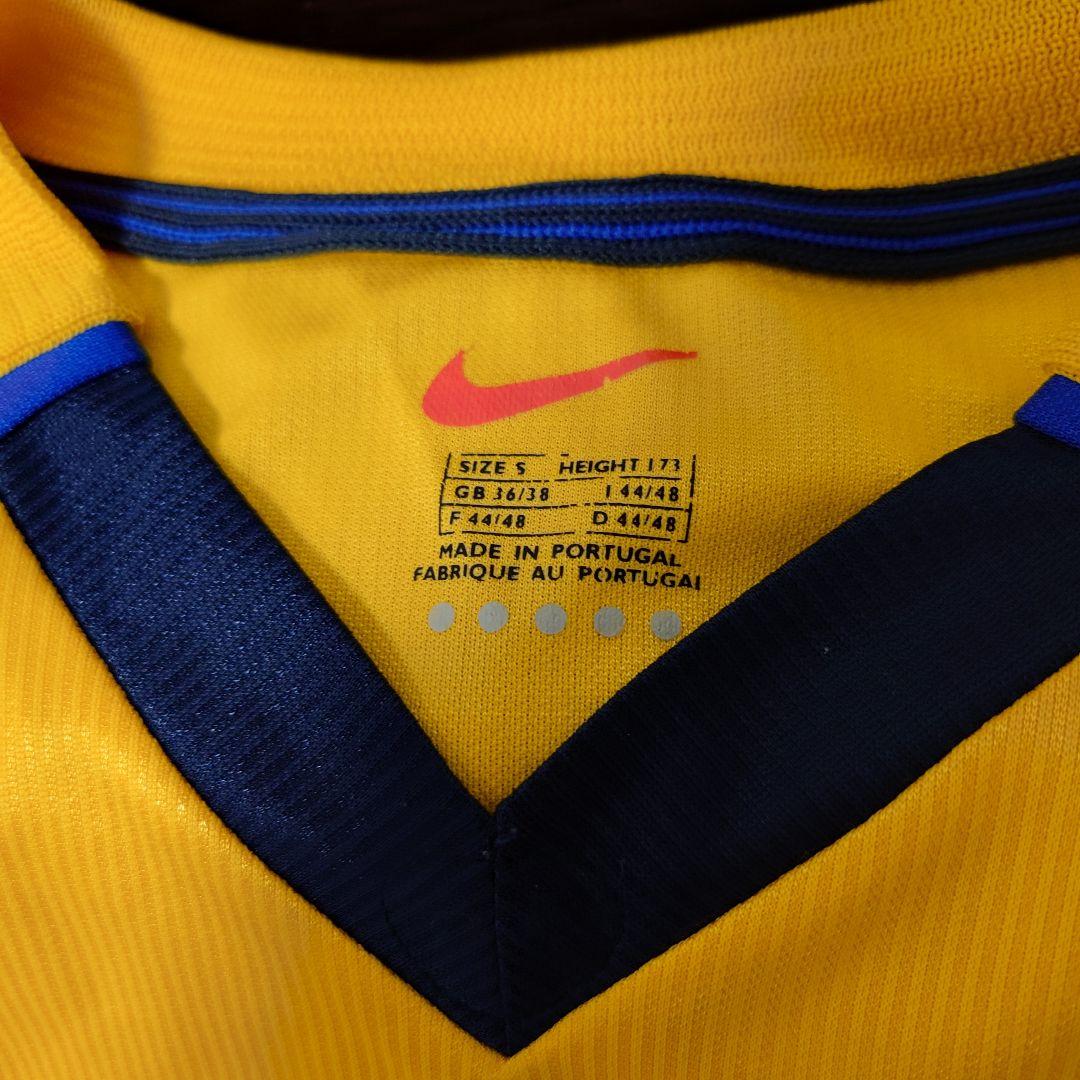 SIZE S HEIGHT 173
GB 36/38 I 44/48
F 44/48 D 44/48
MADE IN PORTUGAL
FABRIQUE AU PORTUGAL